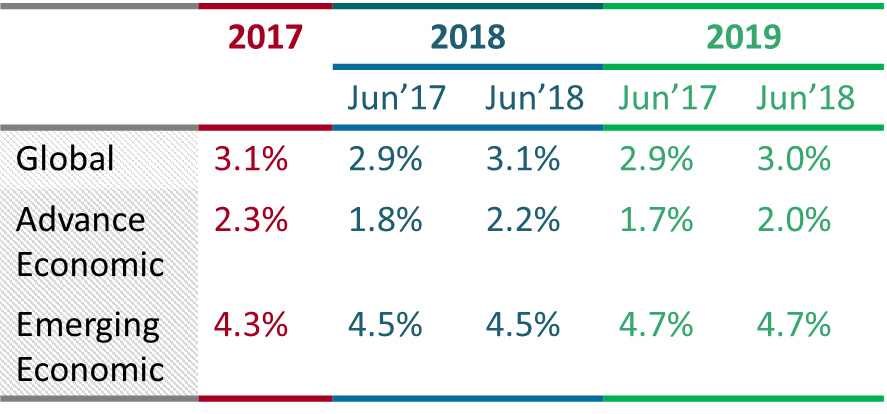 2017 2018 2019
Jun’17 Jun’18 Jun’17 Jun’18
Global 3.1% 2.9% 3.1% 2.9% 3.0%
Advance 2.3% 1.8% 2.2% 1.7% 2.0%
Economic
Emerging 4.3% 4.5% 4.5% 4.7% 4.7%
Economic